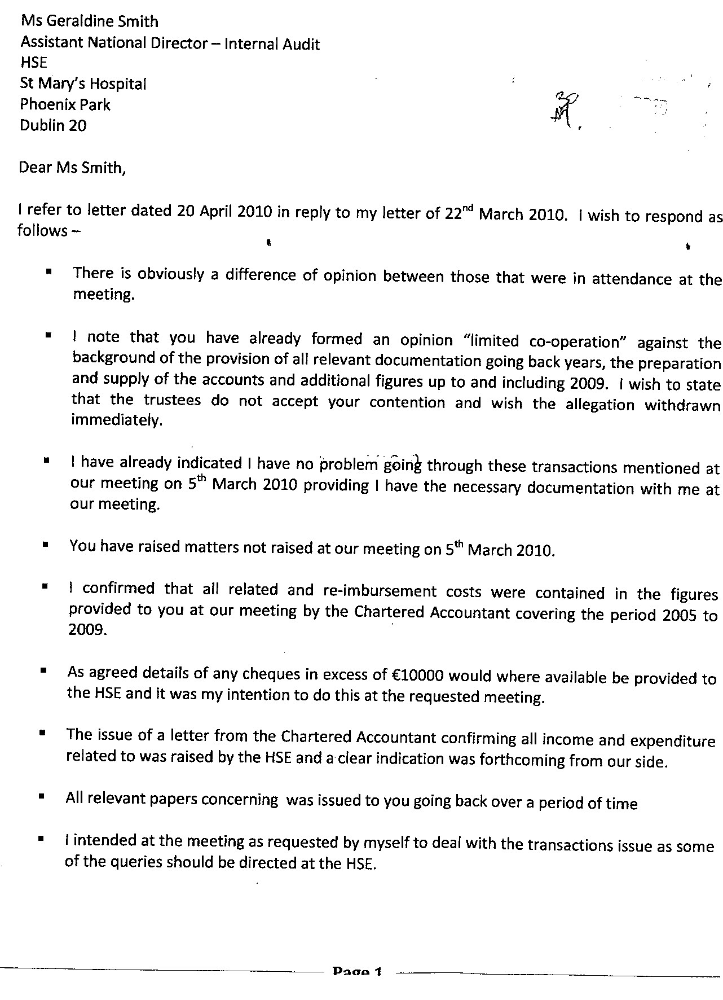 Ms Geraldine Smith
Assistant National Director – Internal Audit
HSE
St Mary's Hospital
Phoenix Park
Dublin 20
Dear Ms Smith,
I refer to letter dated 20 April 2010 in reply to my letter of 22nd March 2010. I wish to respond as
follows –
▪ There is obviously a difference of opinion between those that were in attendance at the
meeting.
▪ I note that you have already formed an opinion "limited co-operation" against the
background of the provision of all relevant documentation going back years, the preparation
and supply of the accounts and additional figures up to and including 2009. I wish to state
that the trustees do not accept your contention and wish the allegation withdrawn
immediately.
▪ I have already indicated I have no problem going through these transactions mentioned at
our meeting on 5th March 2010 providing I have the necessary documentation with me at
our meeting.
▪ You have raised matters not raised at our meeting on 5th March 2010.
▪ I confirmed that all related and re-imbursement costs were contained in the figures
provided to you at our meeting by the Chartered Accountant covering the period 2005 to
2009.
▪ As agreed details of any cheques in excess of €10000 would where available be provided to
the HSE and it was my intention to do this at the requested meeting.
▪ The issue of a letter from the Chartered Accountant confirming all income and expenditure
related to was raised by the HSE and a clear indication was forthcoming from our side.
▪ All relevant papers concerning was issued to you going back over a period of time
▪ I intended at the meeting as requested by myself to deal with the transactions issue as some
of the queries should be directed at the HSE.
Page 1